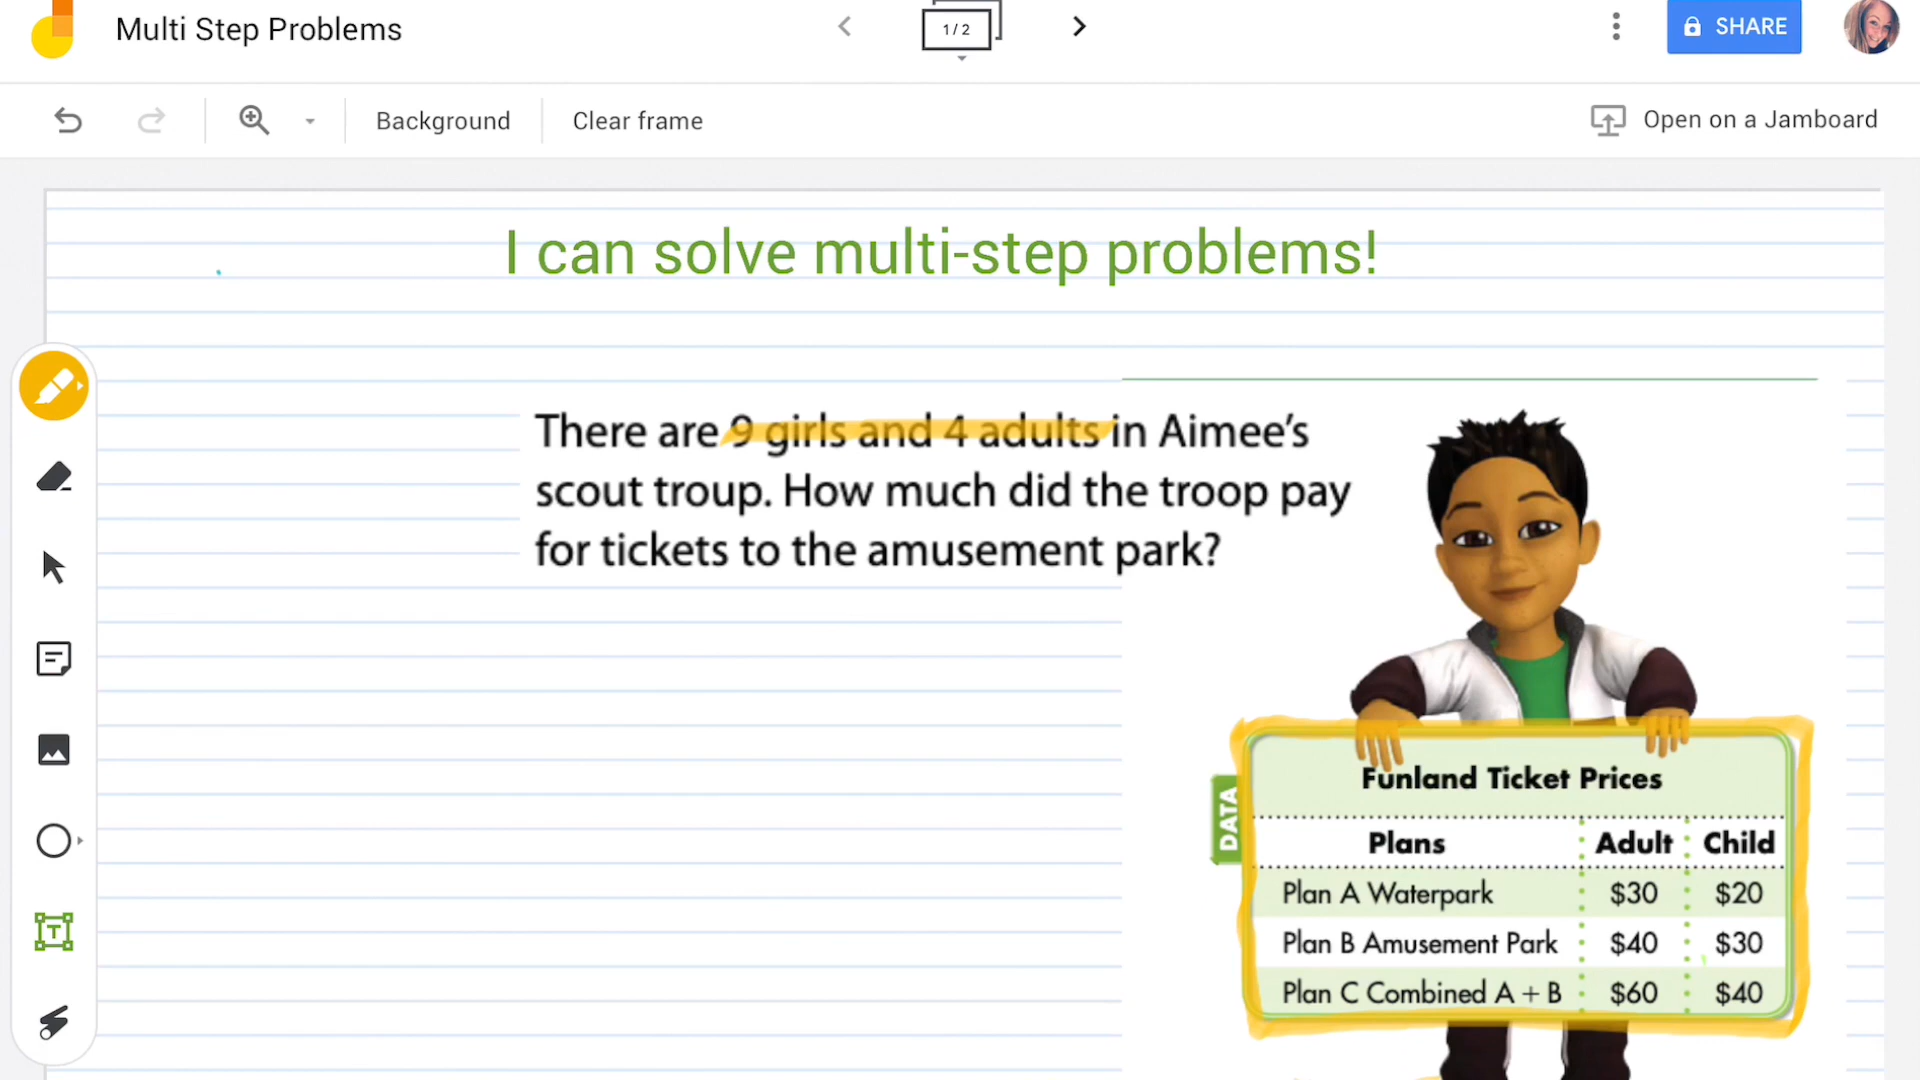 Multi Step Problems
1 / 2
SHARE
Background
Clear frame
Open on a Jamboard
I can solve multi-step problems!
There are 9 girls and 4 adults in Aimee's
scout troup. How much did the troop pay
for tickets to the amusement park?
DATA
Funland Ticket Prices
Plans Adult Child
Plan A Waterpark $30 $20
Plan B Amusement Park $40 $30
Plan C Combined A + B $60 $40
T